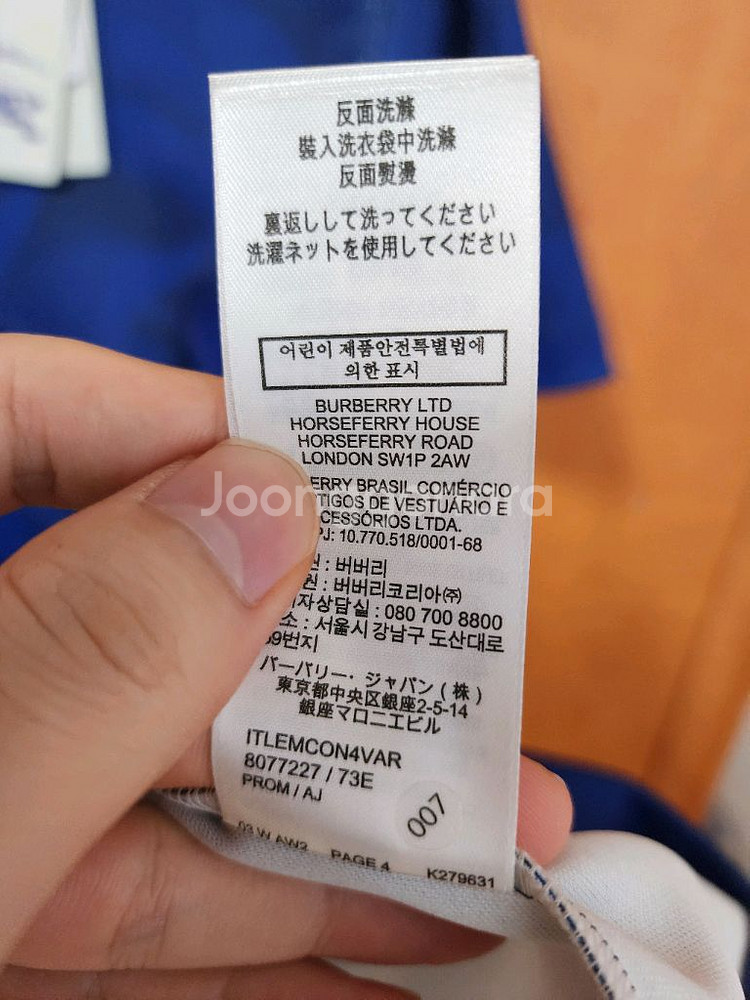 反面洗滌
裝入洗衣袋中洗滌
反面熨燙
裏返しして洗ってください
洗濯ネットを使用してください
어린이 제품안전특별법에
의한 표시
BURBERRY LTD
HORSEFERRY HOUSE
HORSEFERRY ROAD
LONDON SW1P 2AW
ERRY BRASIL COMÉRCIO
TIGOS DE VESTUÁRIO E
CESSÓRIOS LTDA.
PJ: 10.770.518/0001-68
: 버버리
: 버버리코리아㈜
자상담실 : 080 700 8800
소 : 서울시 강남구 도산대로
9번지
バーバリー・ジャパン (株)
東京都中央区銀座2-5-14
銀座マロニエビル
ITLEMCON4VAR
8077227 / 73E
PROM / AJ
007
03 W AW2 PAGE 4 K279631